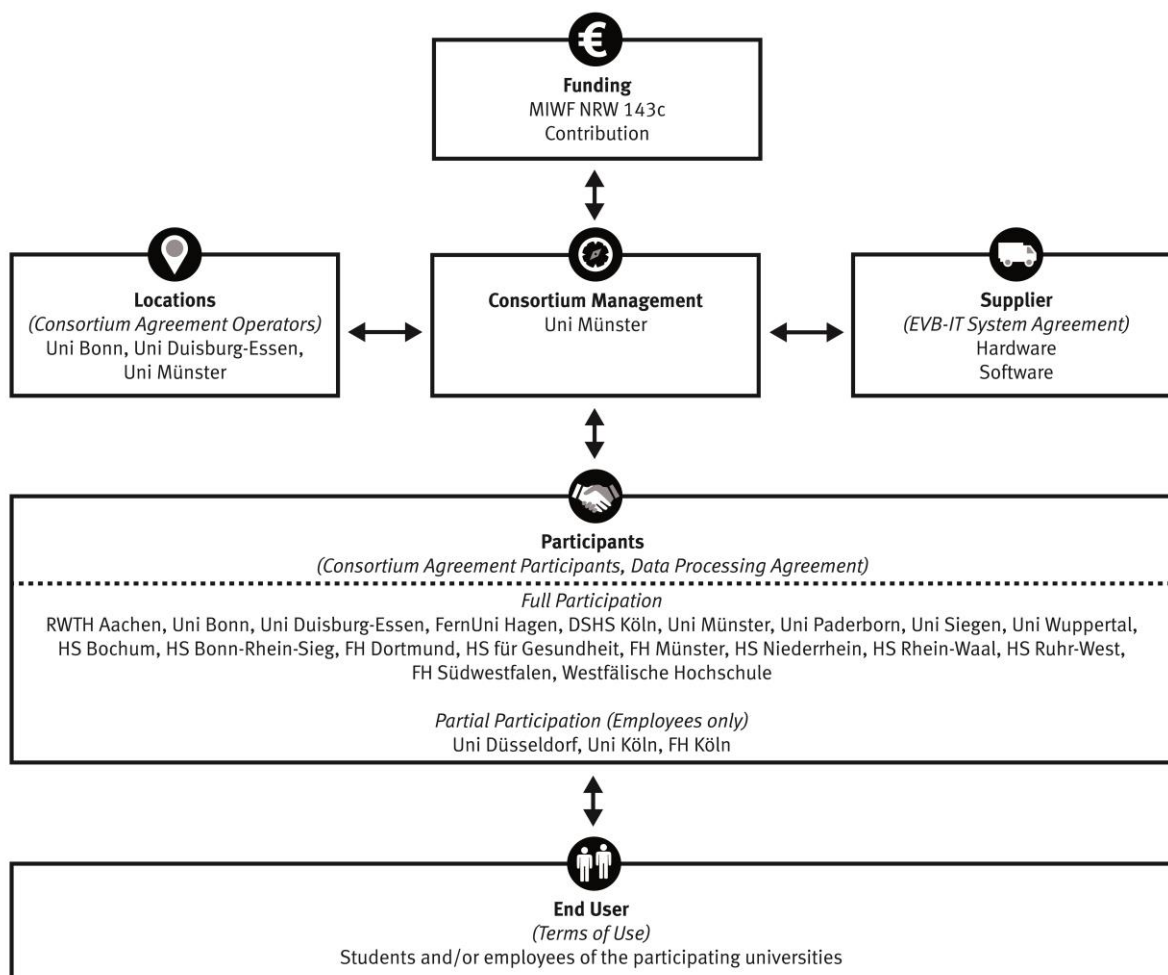 €
Funding
MIWF NRW 143c
Contribution
Locations
(Consortium Agreement Operators)
Uni Bonn, Uni Duisburg-Essen,
Uni Münster
Consortium Management
Uni Münster
Supplier
(EVB-IT System Agreement)
Hardware
Software
Participants
(Consortium Agreement Participants, Data Processing Agreement)
Full Participation
RWTH Aachen, Uni Bonn, Uni Duisburg-Essen, FernUni Hagen, DSHS Köln, Uni Münster, Uni Paderborn, Uni Siegen, Uni Wuppertal,
HS Bochum, HS Bonn-Rhein-Sieg, FH Dortmund, HS für Gesundheit, FH Münster, HS Niederrhein, HS Rhein-Waal, HS Ruhr-West,
FH Südwestfalen, Westfälische Hochschule
Partial Participation (Employees only)
Uni Düsseldorf, Uni Köln, FH Köln
End User
(Terms of Use)
Students and/or employees of the participating universities